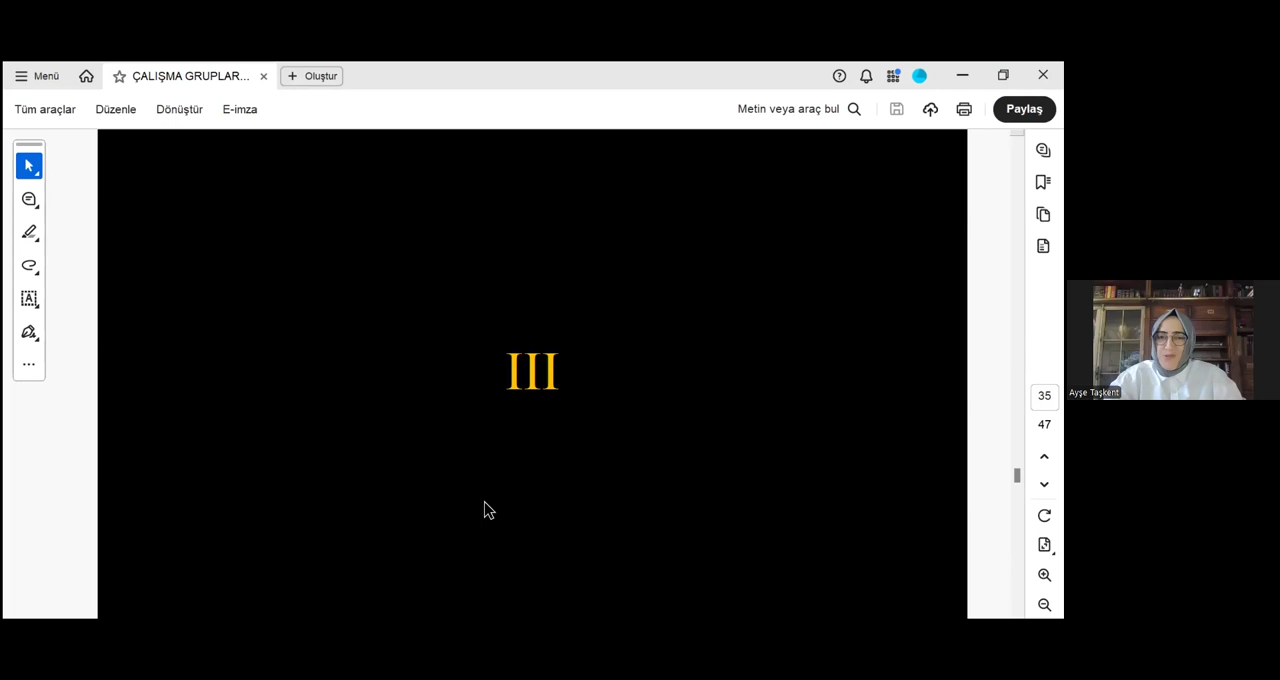 Menü
ÇALIŞMA GRUPLAR...
Oluştur
Tüm araçlar
Düzenle
Dönüştür
E-imza
Metin veya araç bul
Paylaş
III
35
47
Ayşe Taşkent